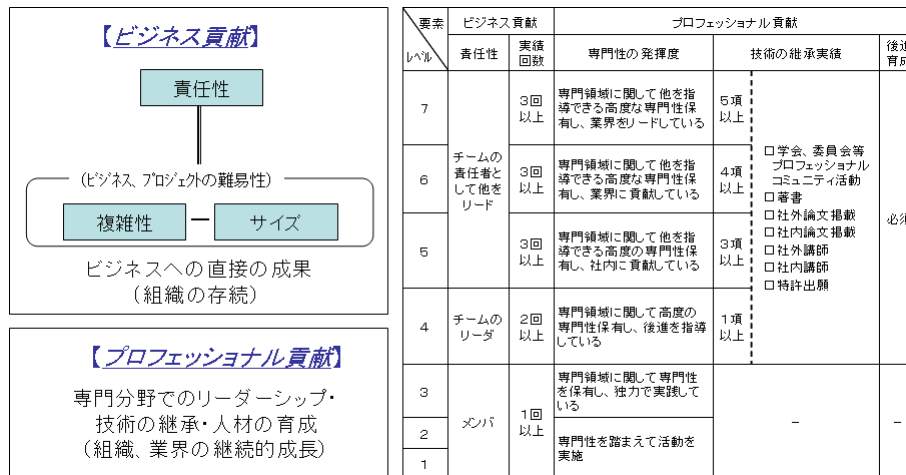 【ビジネス貢献】
責任性
(ビジネス、プロジェクトの難易性)
複雑性
サイズ
ビジネスへの直接の成果
(組織の存続)
【プロフェッショナル貢献】
専門分野でのリーダーシップ・
技術の継承・人材の育成
(組織、業界の継続的成長)
要素
レベル
ビジネス貢献
プロフェッショナル貢献
責任性
実績
回数
専門性の発揮度
技術の継承実績
後進
育成
7
3回
以上
専門領域に関して他を指
導できる高度な専門性保
有し、業界をリードしている
5項
以上
チームの
責任者と
して他を
リード
6
3回
以上
専門領域に関して他を指
導できる高度な専門性保
有し、業界に貢献している
4項
以上
5
3回
以上
専門領域に関して他を指
導できる高度の専門性保
有し、社内に貢献している
3項
以上
□学会、委員会等
プロフェッショナル
コミュニティ活動
□著書
□社外論文掲載
□社内論文掲載
□社外講師
□社内講師
□特許出願
必須
4
チームの
リーダ
2回
以上
専門領域に関して高度の
専門性保有し、後進を指導
している
1項
以上
3
メンバ
1回
以上
専門領域に関して専門性
を保有し、独力で実践して
いる
－
－
2
専門性を踏まえて活動を
実施
1